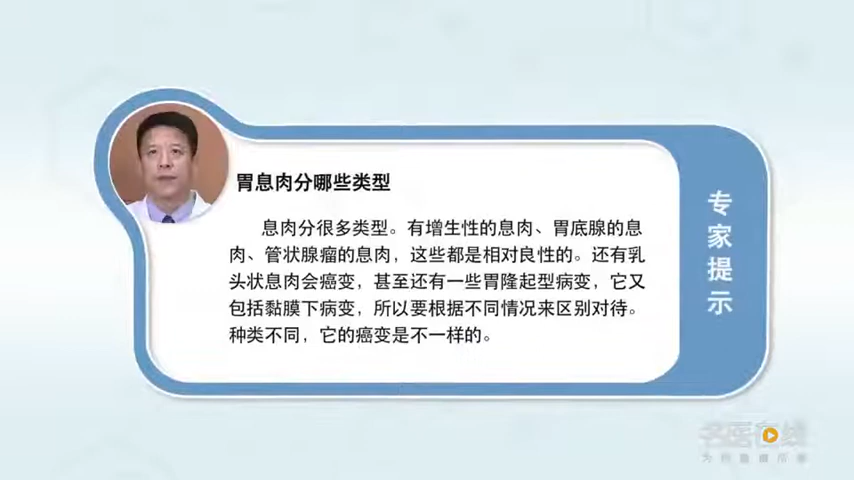 胃息肉分哪些类型
息肉分很多类型。有增生性的息肉、胃底腺的息
肉、管状腺瘤的息肉，这些都是相对良性的。还有乳
头状息肉会癌变，甚至还有一些胃隆起型病变，它又
包括黏膜下病变，所以要根据不同情况来区别对待。
种类不同，它的癌变是不一样的。
专家提示
名医在线